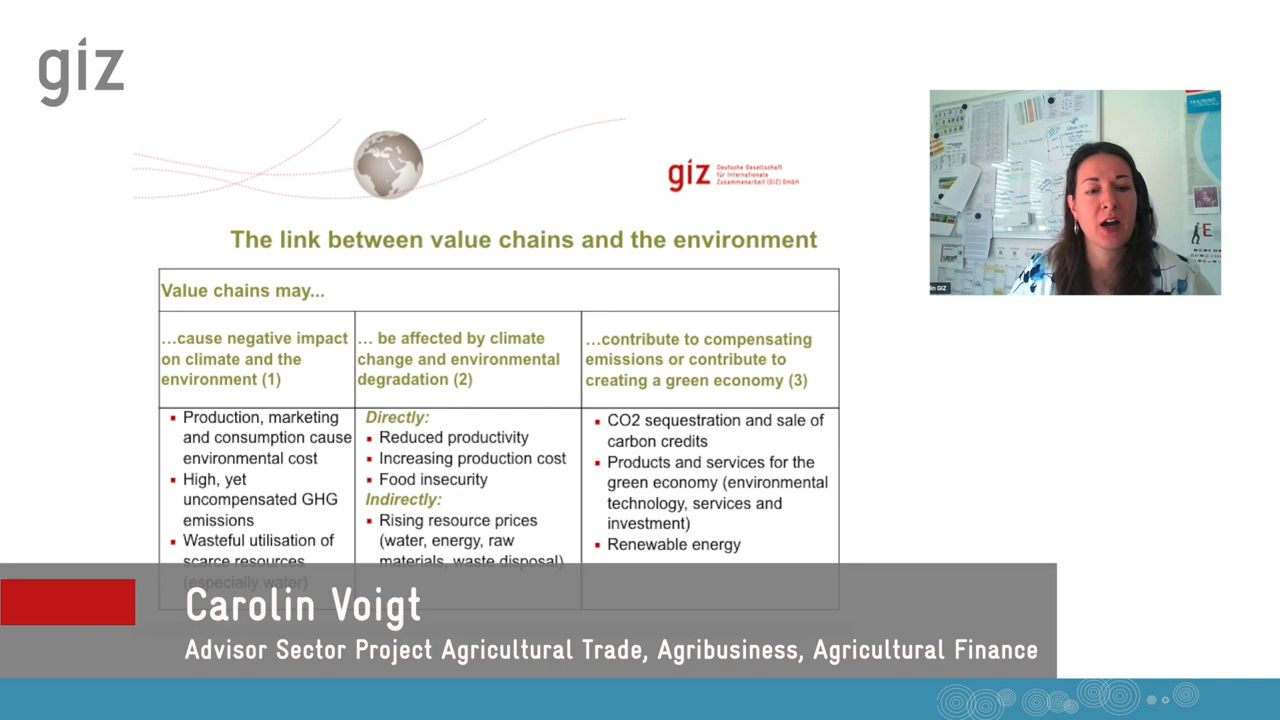 giz
giz
Deutsche Gesellschaft
für Internationale
Zusammenarbeit (GIZ) GmbH
The link between value chains and the environment
Value chains may...
...cause negative impact
on climate and the
environment (1)
... be affected by climate
change and environmental
degradation (2)
...contribute to compensating
emissions or contribute to
creating a green economy (3)
Production, marketing
and consumption cause
environmental cost
High, yet
uncompensated GHG
emissions
Wasteful utilisation of
scarce resources
(especially water)
Directly:
Reduced productivity
Increasing production cost
Food insecurity
Indirectly:
Rising resource prices
(water, energy, raw
materials, waste disposal)
CO2 sequestration and sale of
carbon credits
Products and services for the
green economy (environmental
technology, services and
investment)
Renewable energy
lin GIZ
Carolin Voigt
Advisor Sector Project Agricultural Trade, Agribusiness, Agricultural Finance